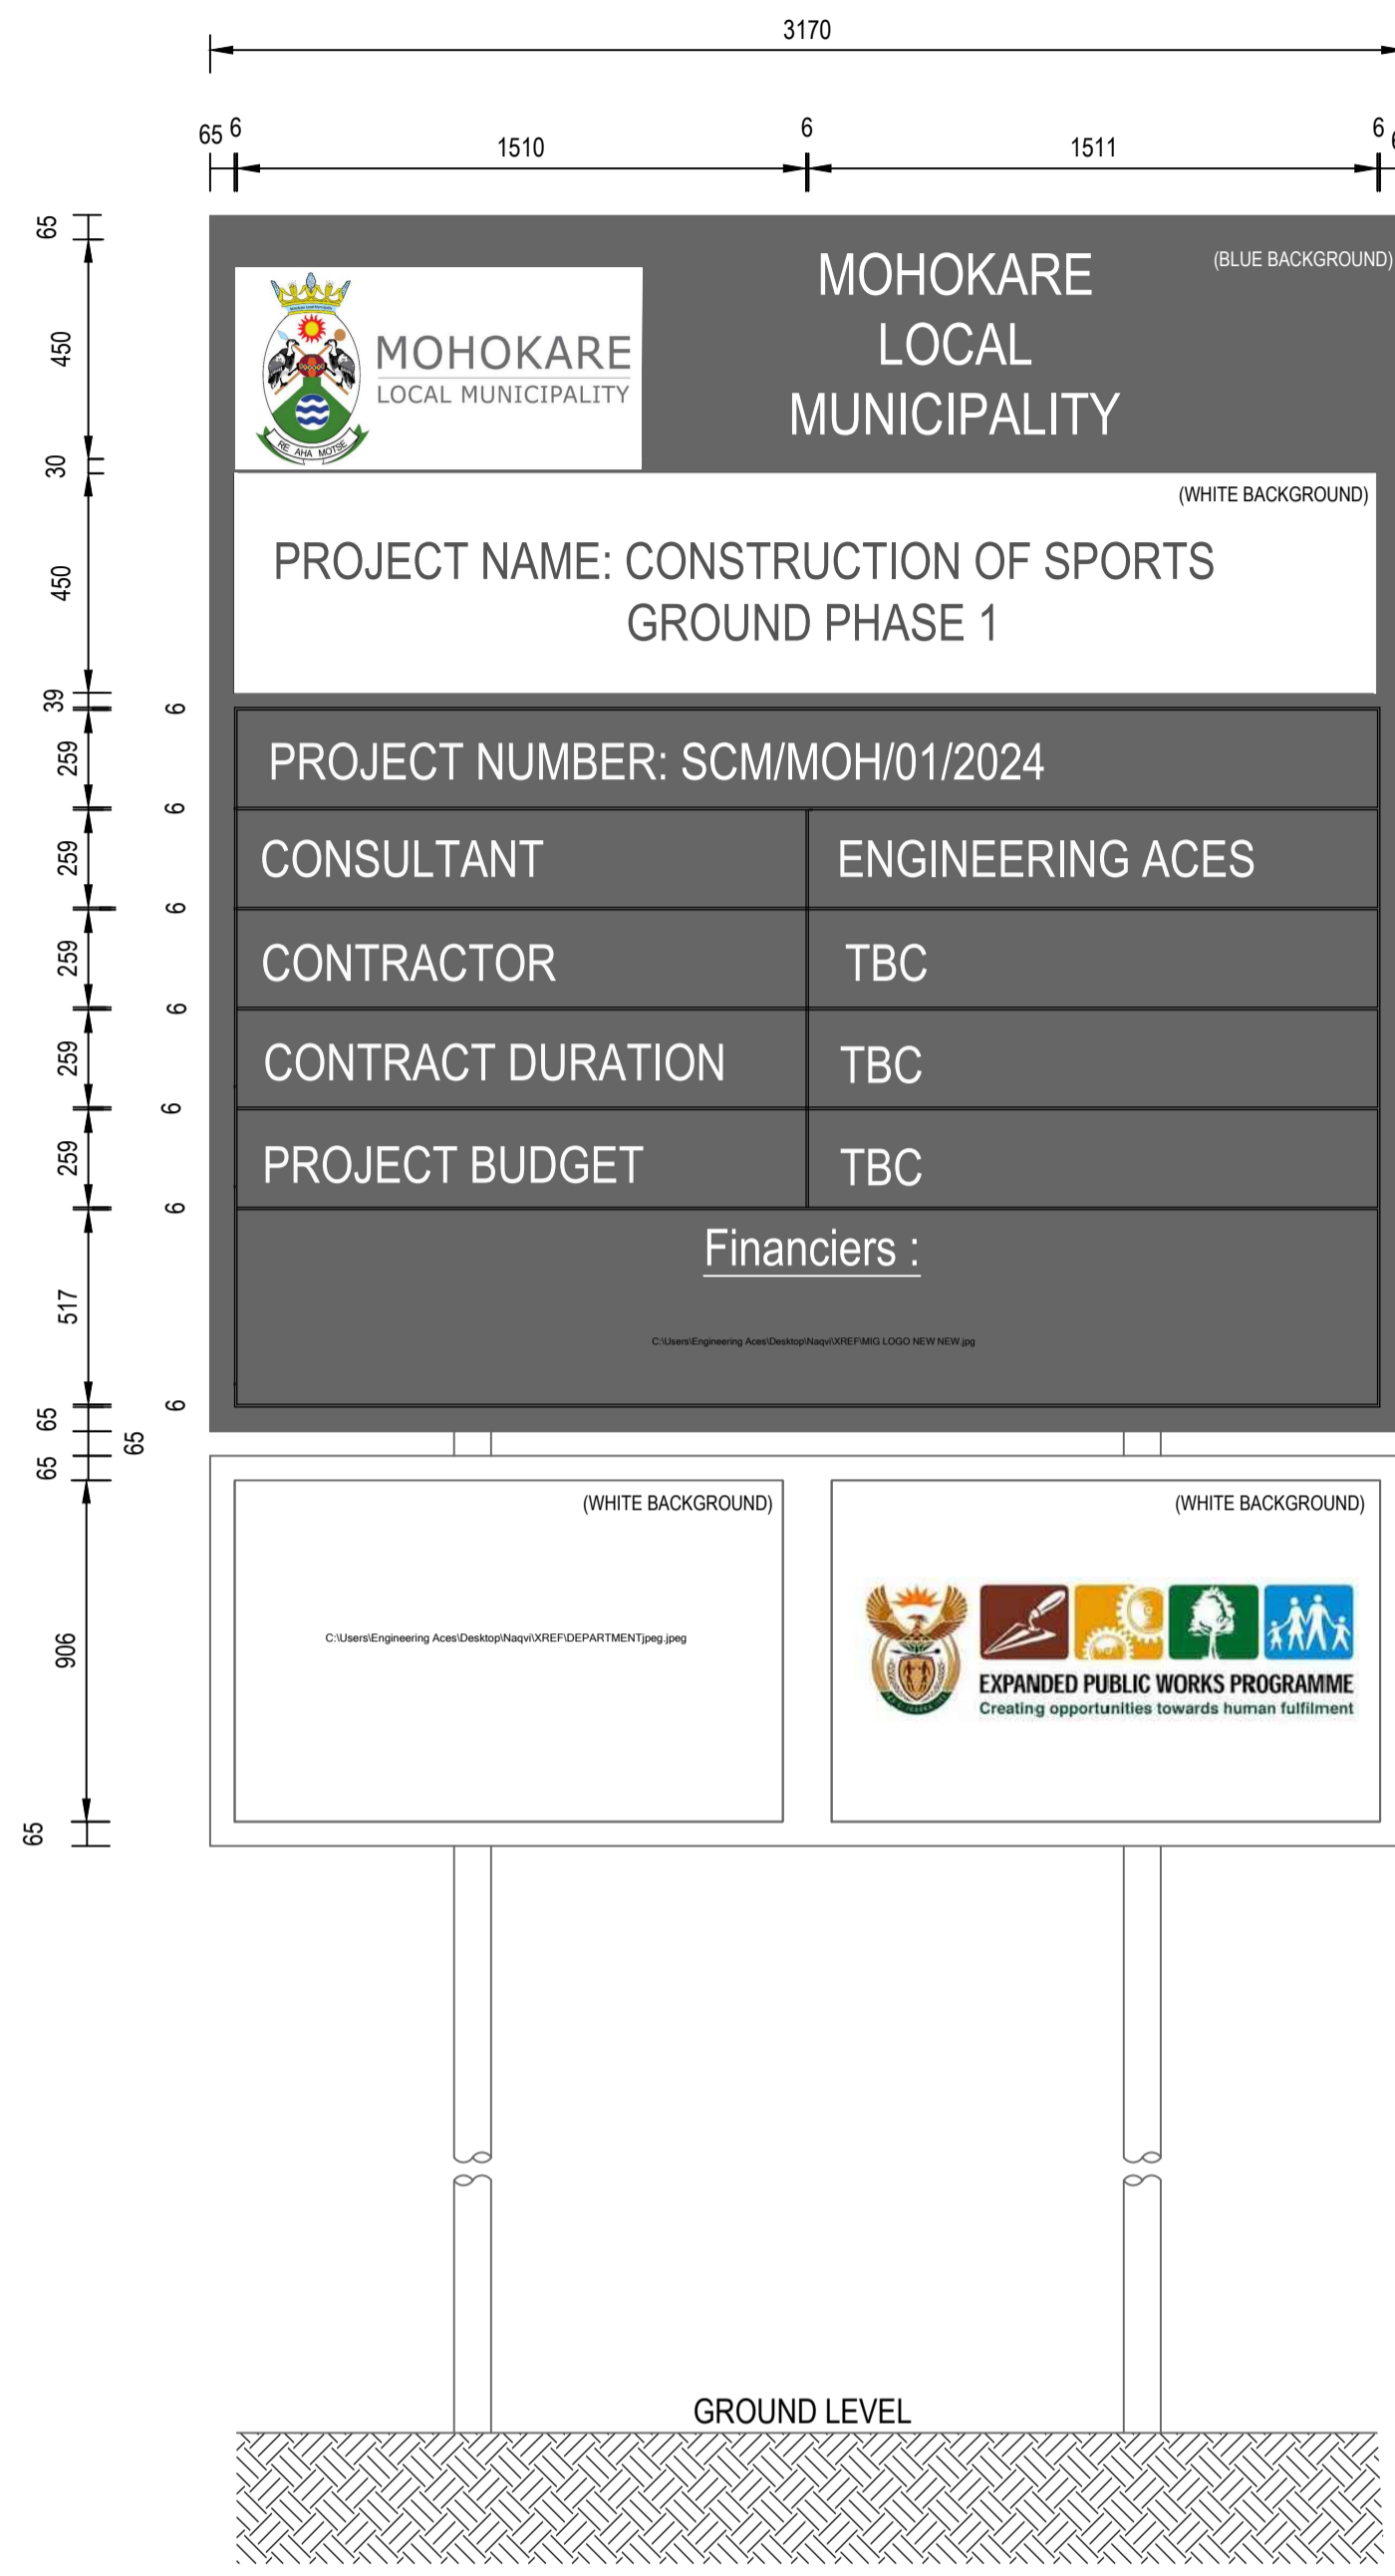 3170
65 6 1510 6 1511 6
65
450
30
450
39
6
259
6
259
6
259
6
259
6
259
6
517
6
65
65
65
906
65
MOHOKARE
LOCAL
MUNICIPALITY
(BLUE BACKGROUND)
MOHOKARE
LOCAL MUNICIPALITY
RE AHA MOTSE
(WHITE BACKGROUND)
PROJECT NAME: CONSTRUCTION OF SPORTS
GROUND PHASE 1
PROJECT NUMBER: SCM/MOH/01/2024
CONSULTANT ENGINEERING ACES
CONTRACTOR TBC
CONTRACT DURATION TBC
PROJECT BUDGET TBC
Financiers :
C:\Users\Engineering Aces\Desktop\Naqvi\XREF\MIG LOGO NEW NEW.jpg
(WHITE BACKGROUND)
C:\Users\Engineering Aces\Desktop\Naqvi\XREF\DEPARTMENTjpeg.jpeg
(WHITE BACKGROUND)
EXPANDED PUBLIC WORKS PROGRAMME
Creating opportunities towards human fulfilment
GROUND LEVEL